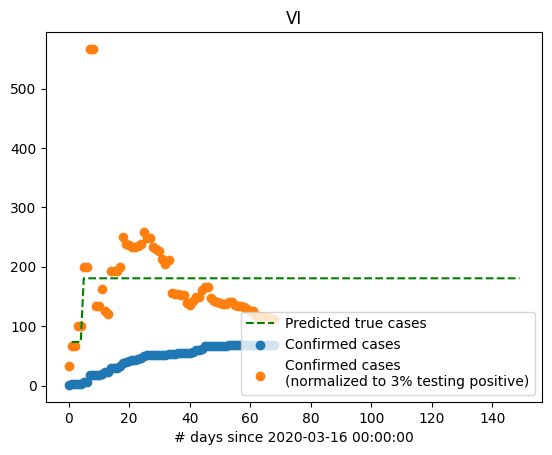 VI
500
400
300
200
100
0
0 20 40 60 80 100 120 140
# days since 2020-03-16 00:00:00
Predicted true cases
Confirmed cases
Confirmed cases
(normalized to 3% testing positive)